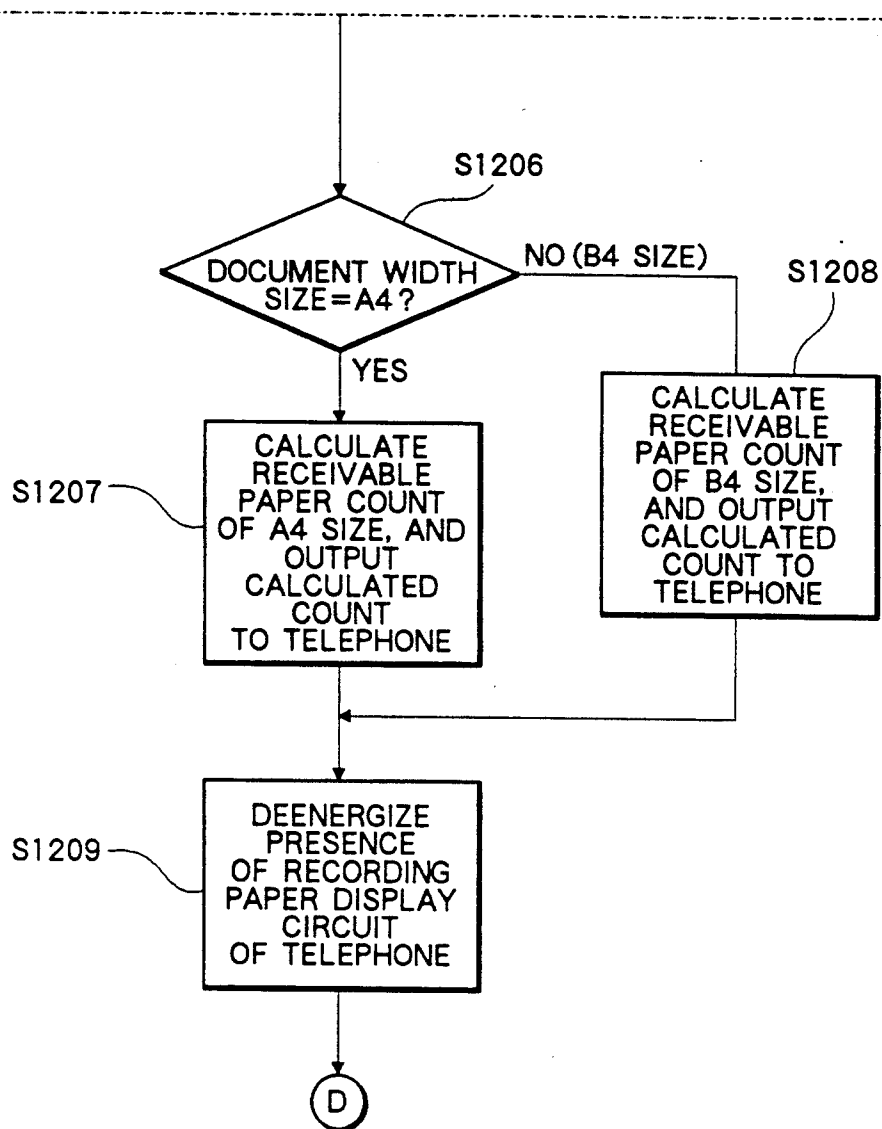 S1206
DOCUMENT WIDTH
SIZE=A4?
NO (B4 SIZE)
YES
S1208
CALCULATE
RECEIVABLE
PAPER COUNT
OF B4 SIZE,
AND OUTPUT
CALCULATED
COUNT TO
TELEPHONE
S1207
CALCULATE
RECEIVABLE
PAPER COUNT
OF A4 SIZE, AND
OUTPUT
CALCULATED
COUNT
TO TELEPHONE
S1209
DEENERGIZE
PRESENCE
OF RECORDING
PAPER DISPLAY
CIRCUIT
OF TELEPHONE
D